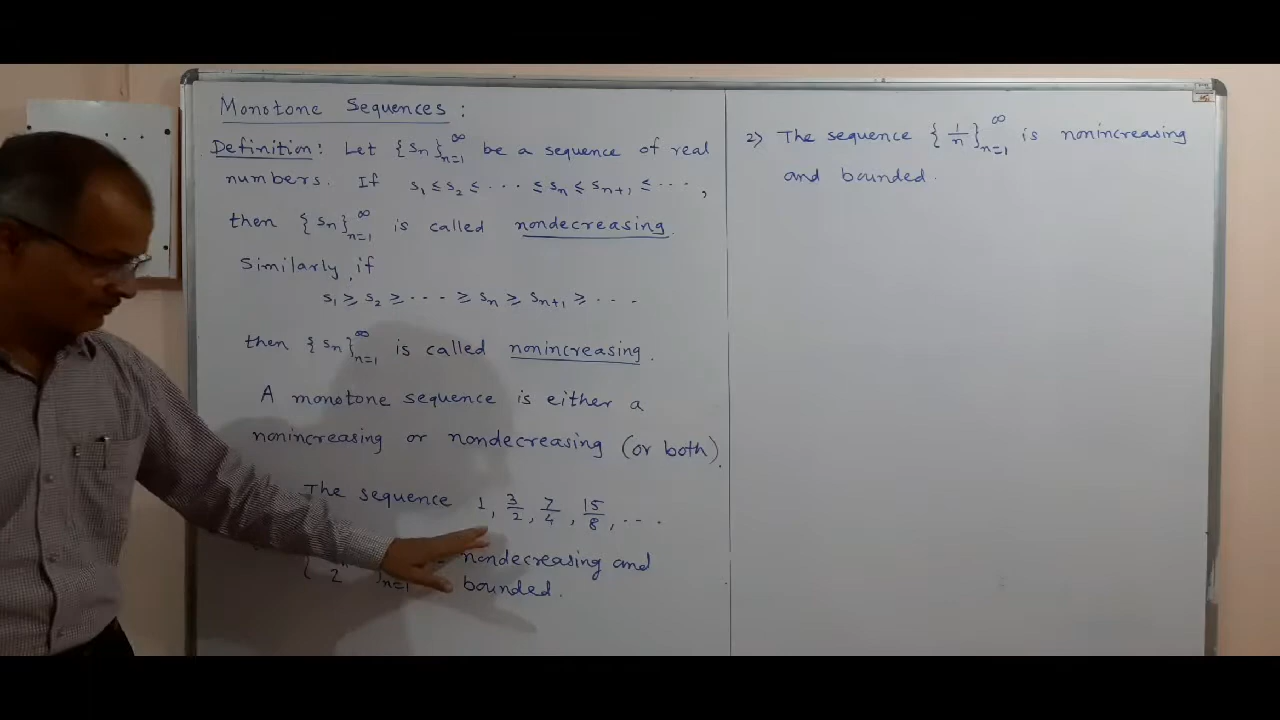 Monotone Sequences:
Definition: Let {sₙ}ₙ₌₁^∞ be a sequence of real
numbers. If s₁ ≤ s₂ ≤ ··· ≤ sₙ ≤ sₙ₊₁ ≤ ···,
then {sₙ}ₙ₌₁^∞ is called nondecreasing.
Similarly, if
s₁ ≥ s₂ ≥ ··· ≥ sₙ ≥ sₙ₊₁ ≥ ···
then {sₙ}ₙ₌₁^∞ is called nonincreasing.
A monotone sequence is either a
nonincreasing or nondecreasing (or both).
The sequence 1, 3/2, 7/4, 15/8, ···
nondecreasing and
bounded.
2) The sequence {1/n}ₙ₌₁^∞ is nonincreasing
and bounded.